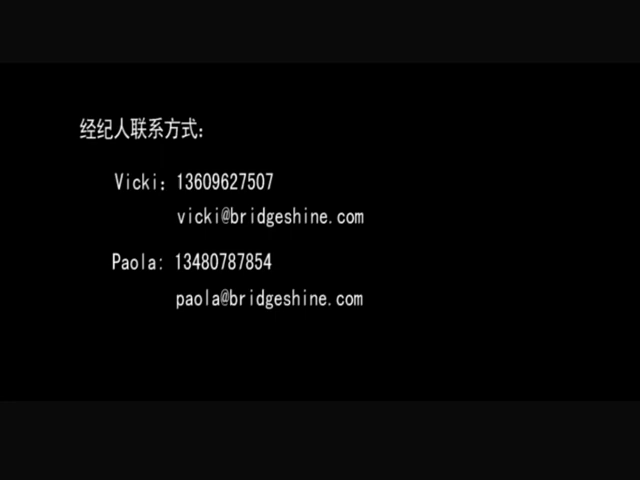 经纪人联系方式:
Vicki: 13609627507
vicki@bridgeshine.com
Paola: 13480787854
paola@bridgeshine.com